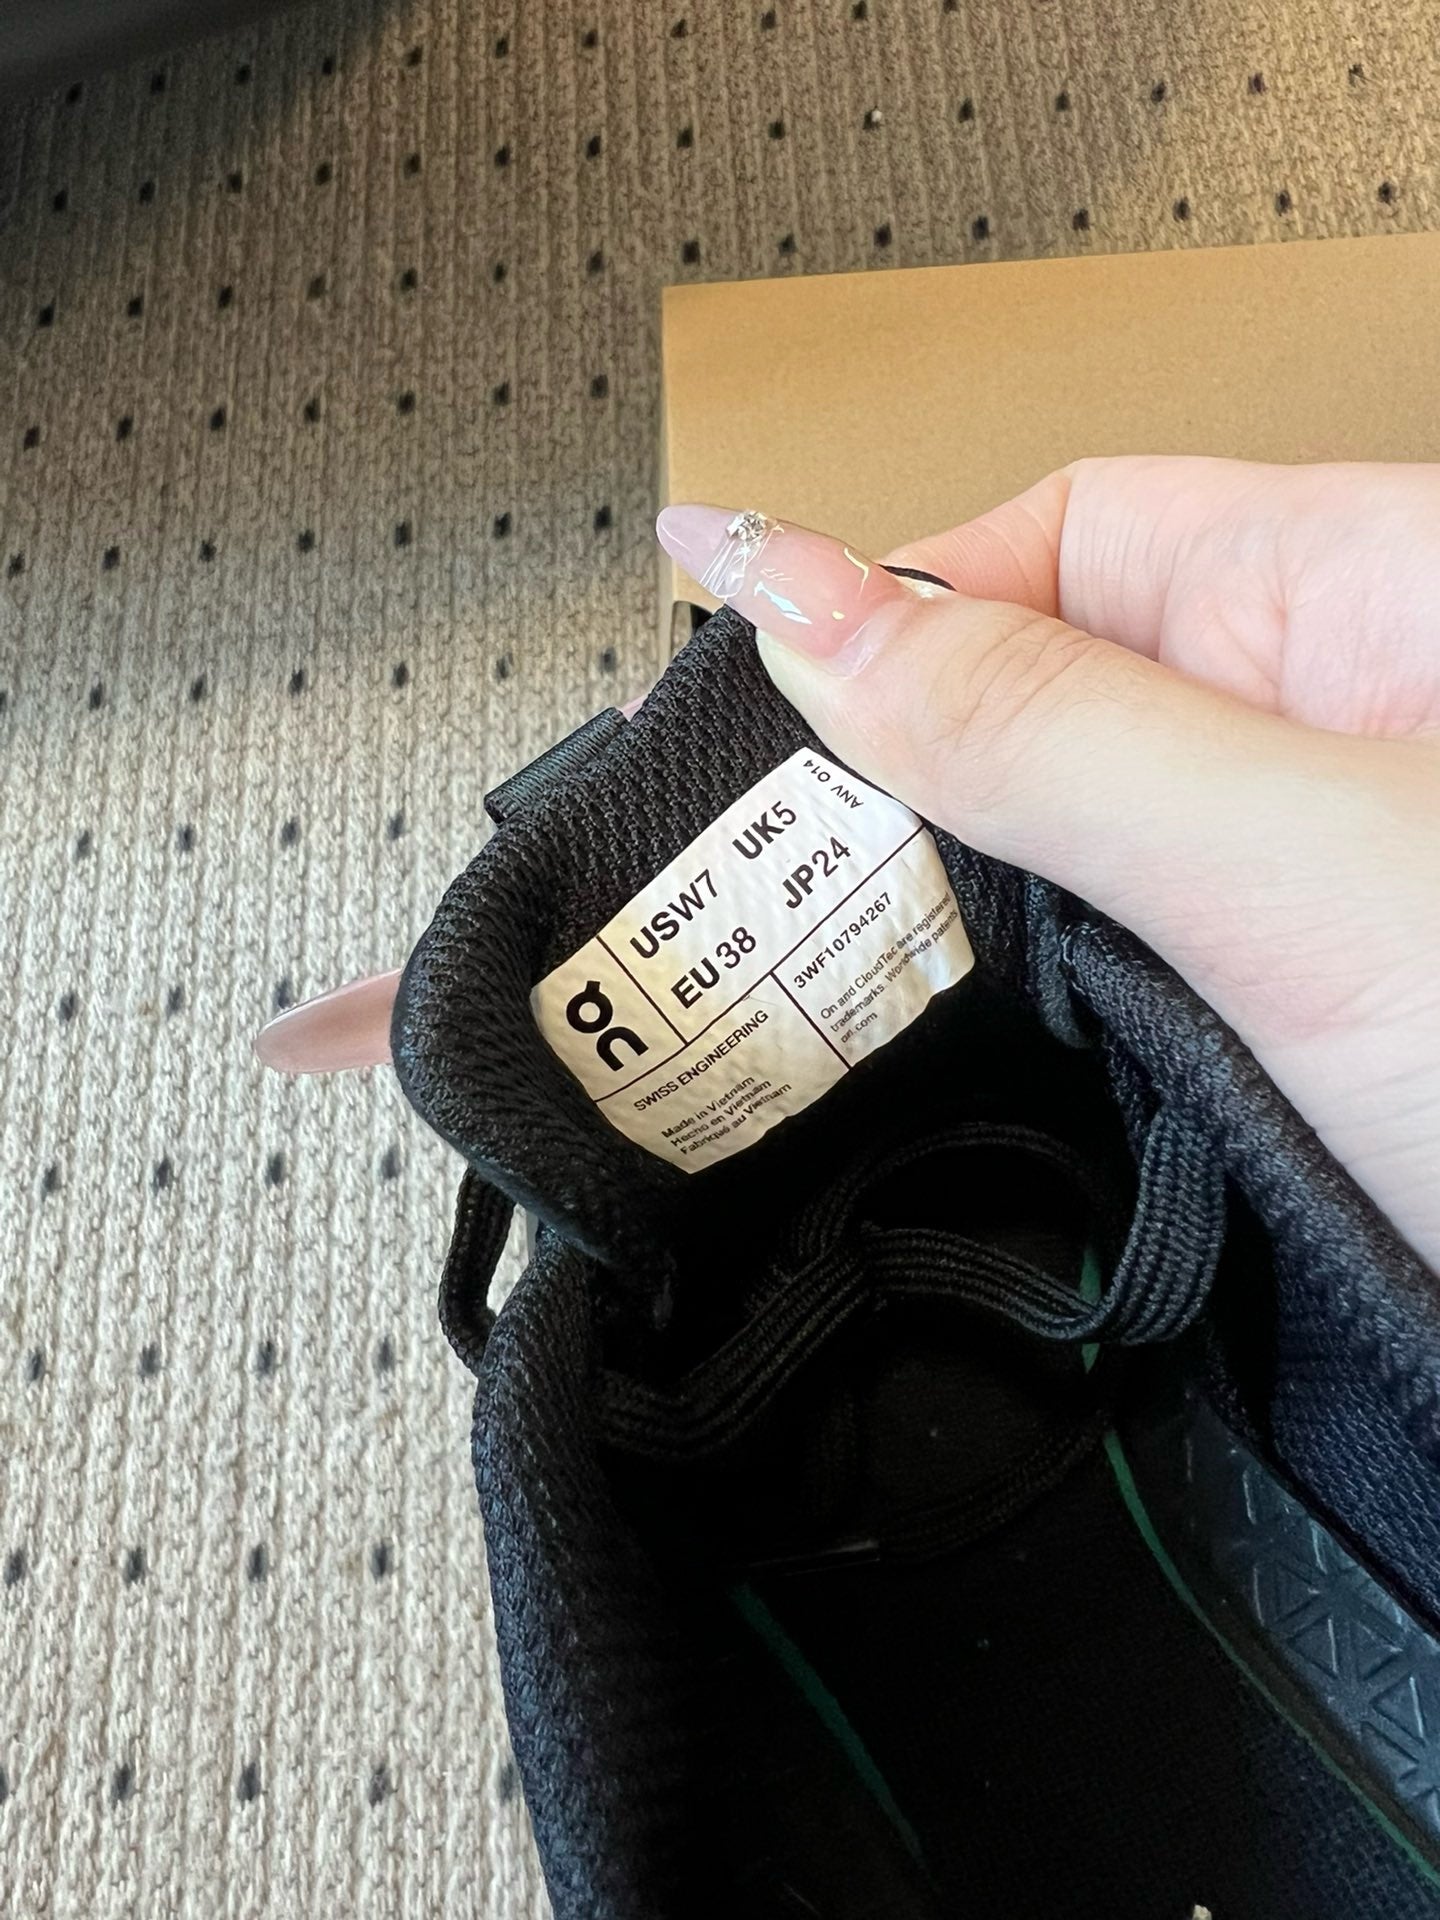 on
USW7 UK5
EU 38 JP24
ANV 014
SWISS ENGINEERING
Made in Vietnam
Hecho en Vietnam
Fabriqué au Vietnam
3WF10794267
On and CloudTec are registered
trademarks. Worldwide patents
on.com